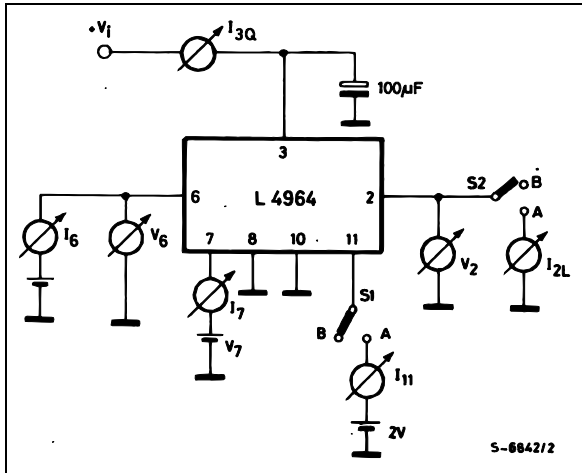 +Vi
I3Q
100µF
3
6
L 4964
2
S2
B
A
7
8
10
11
I6
V6
I7
V7
S1
B
A
V2
I2L
I11
2V
S-6642/2